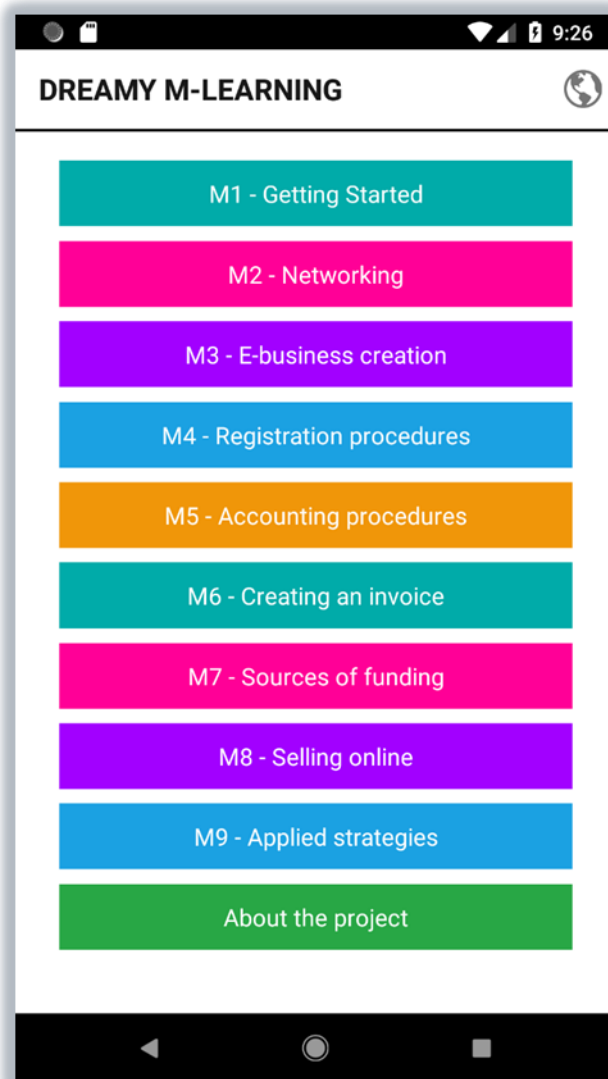 9:26
DREAMY M-LEARNING
M1 - Getting Started
M2 - Networking
M3 - E-business creation
M4 - Registration procedures
M5 - Accounting procedures
M6 - Creating an invoice
M7 - Sources of funding
M8 - Selling online
M9 - Applied strategies
About the project